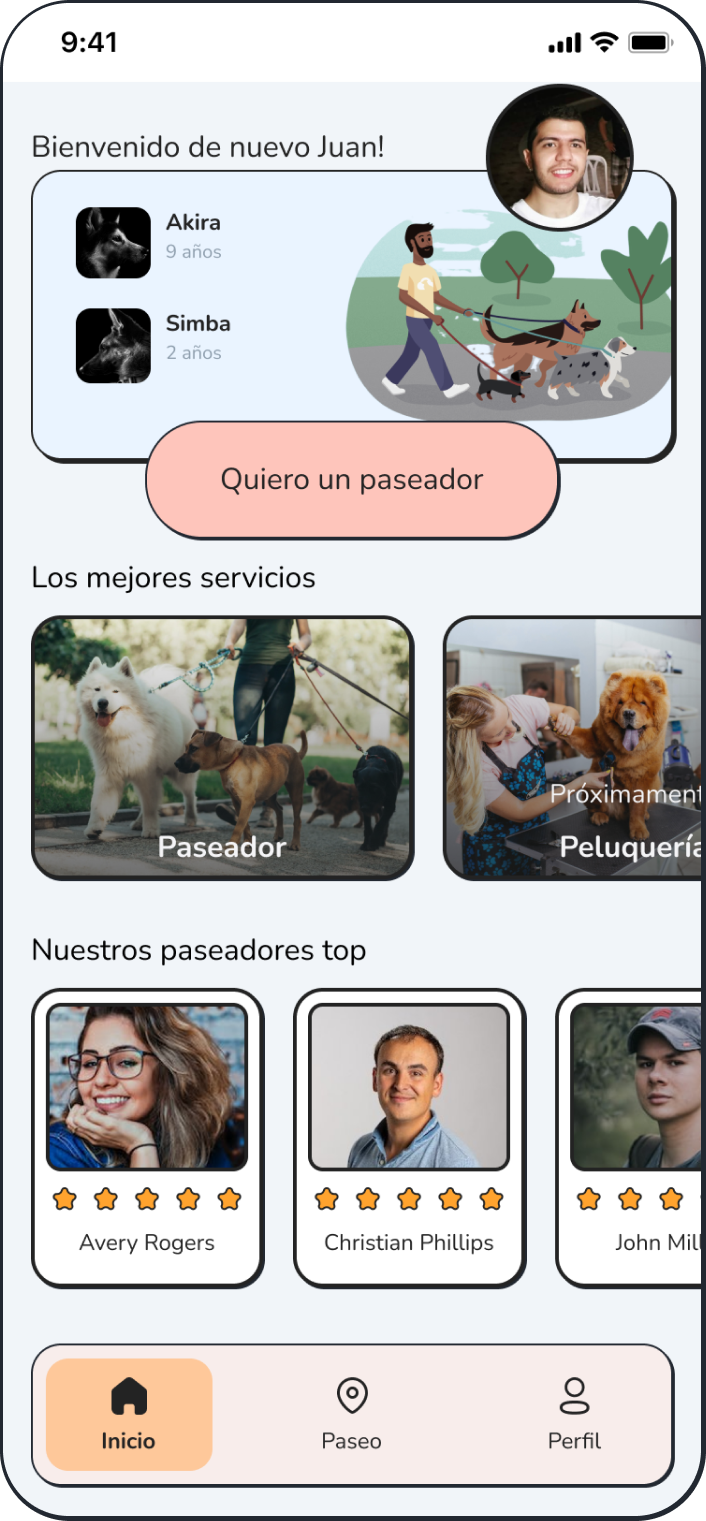 9:41
Bienvenido de nuevo Juan!
Akira
9 años
Simba
2 años
Quiero un paseador
Los mejores servicios
Paseador
Próximament
Peluquería
Nuestros paseadores top
Avery Rogers
Christian Phillips
John Mill
Inicio
Paseo
Perfil